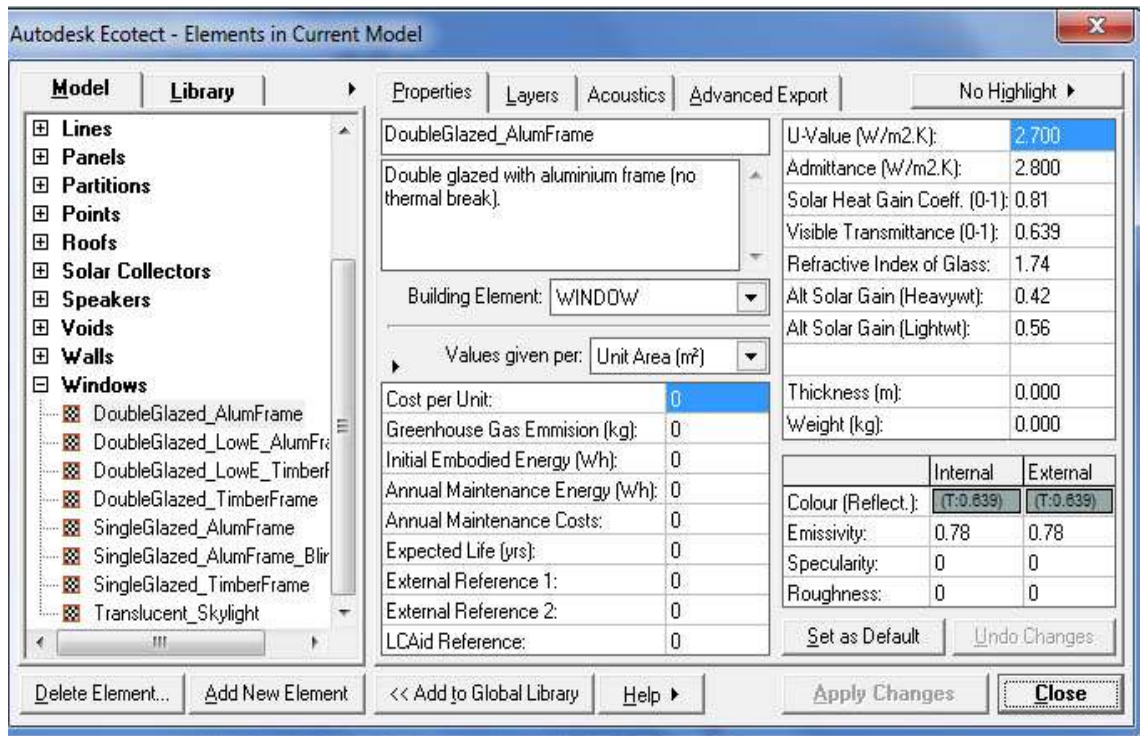 Autodesk Ecotect - Elements in Current Model
Model
Library
Lines
Panels
Partitions
Points
Roofs
Solar Collectors
Speakers
Voids
Walls
Windows
DoubleGlazed_AlumFrame
DoubleGlazed_LowE_AlumFra
DoubleGlazed_LowE_TimberF
DoubleGlazed_TimberFrame
SingleGlazed_AlumFrame
SingleGlazed_AlumFrame_Blin
SingleGlazed_TimberFrame
Translucent_Skylight
Delete Element...
Add New Element
Properties
Layers
Acoustics
Advanced Export
No Highlight
DoubleGlazed_AlumFrame
Double glazed with aluminium frame (no
thermal break).
Building Element: WINDOW
Values given per: Unit Area (m²)
Cost per Unit: 0
Greenhouse Gas Emmision (kg): 0
Initial Embodied Energy (Wh): 0
Annual Maintenance Energy (Wh): 0
Annual Maintenance Costs: 0
Expected Life (yrs): 0
External Reference 1: 0
External Reference 2: 0
LCAid Reference: 0
U-Value (W/m2.K): 2.700
Admittance (W/m2.K): 2.800
Solar Heat Gain Coeff. (0-1): 0.81
Visible Transmittance (0-1): 0.639
Refractive Index of Glass: 1.74
Alt Solar Gain (Heavywt): 0.42
Alt Solar Gain (Lightwt): 0.56
Thickness (m): 0.000
Weight (kg): 0.000
Internal External
Colour (Reflect.): (T:0.639) (T:0.639)
Emissivity: 0.78 0.78
Specularity: 0 0
Roughness: 0 0
Set as Default
Undo Changes
<< Add to Global Library
Help
Apply Changes
Close